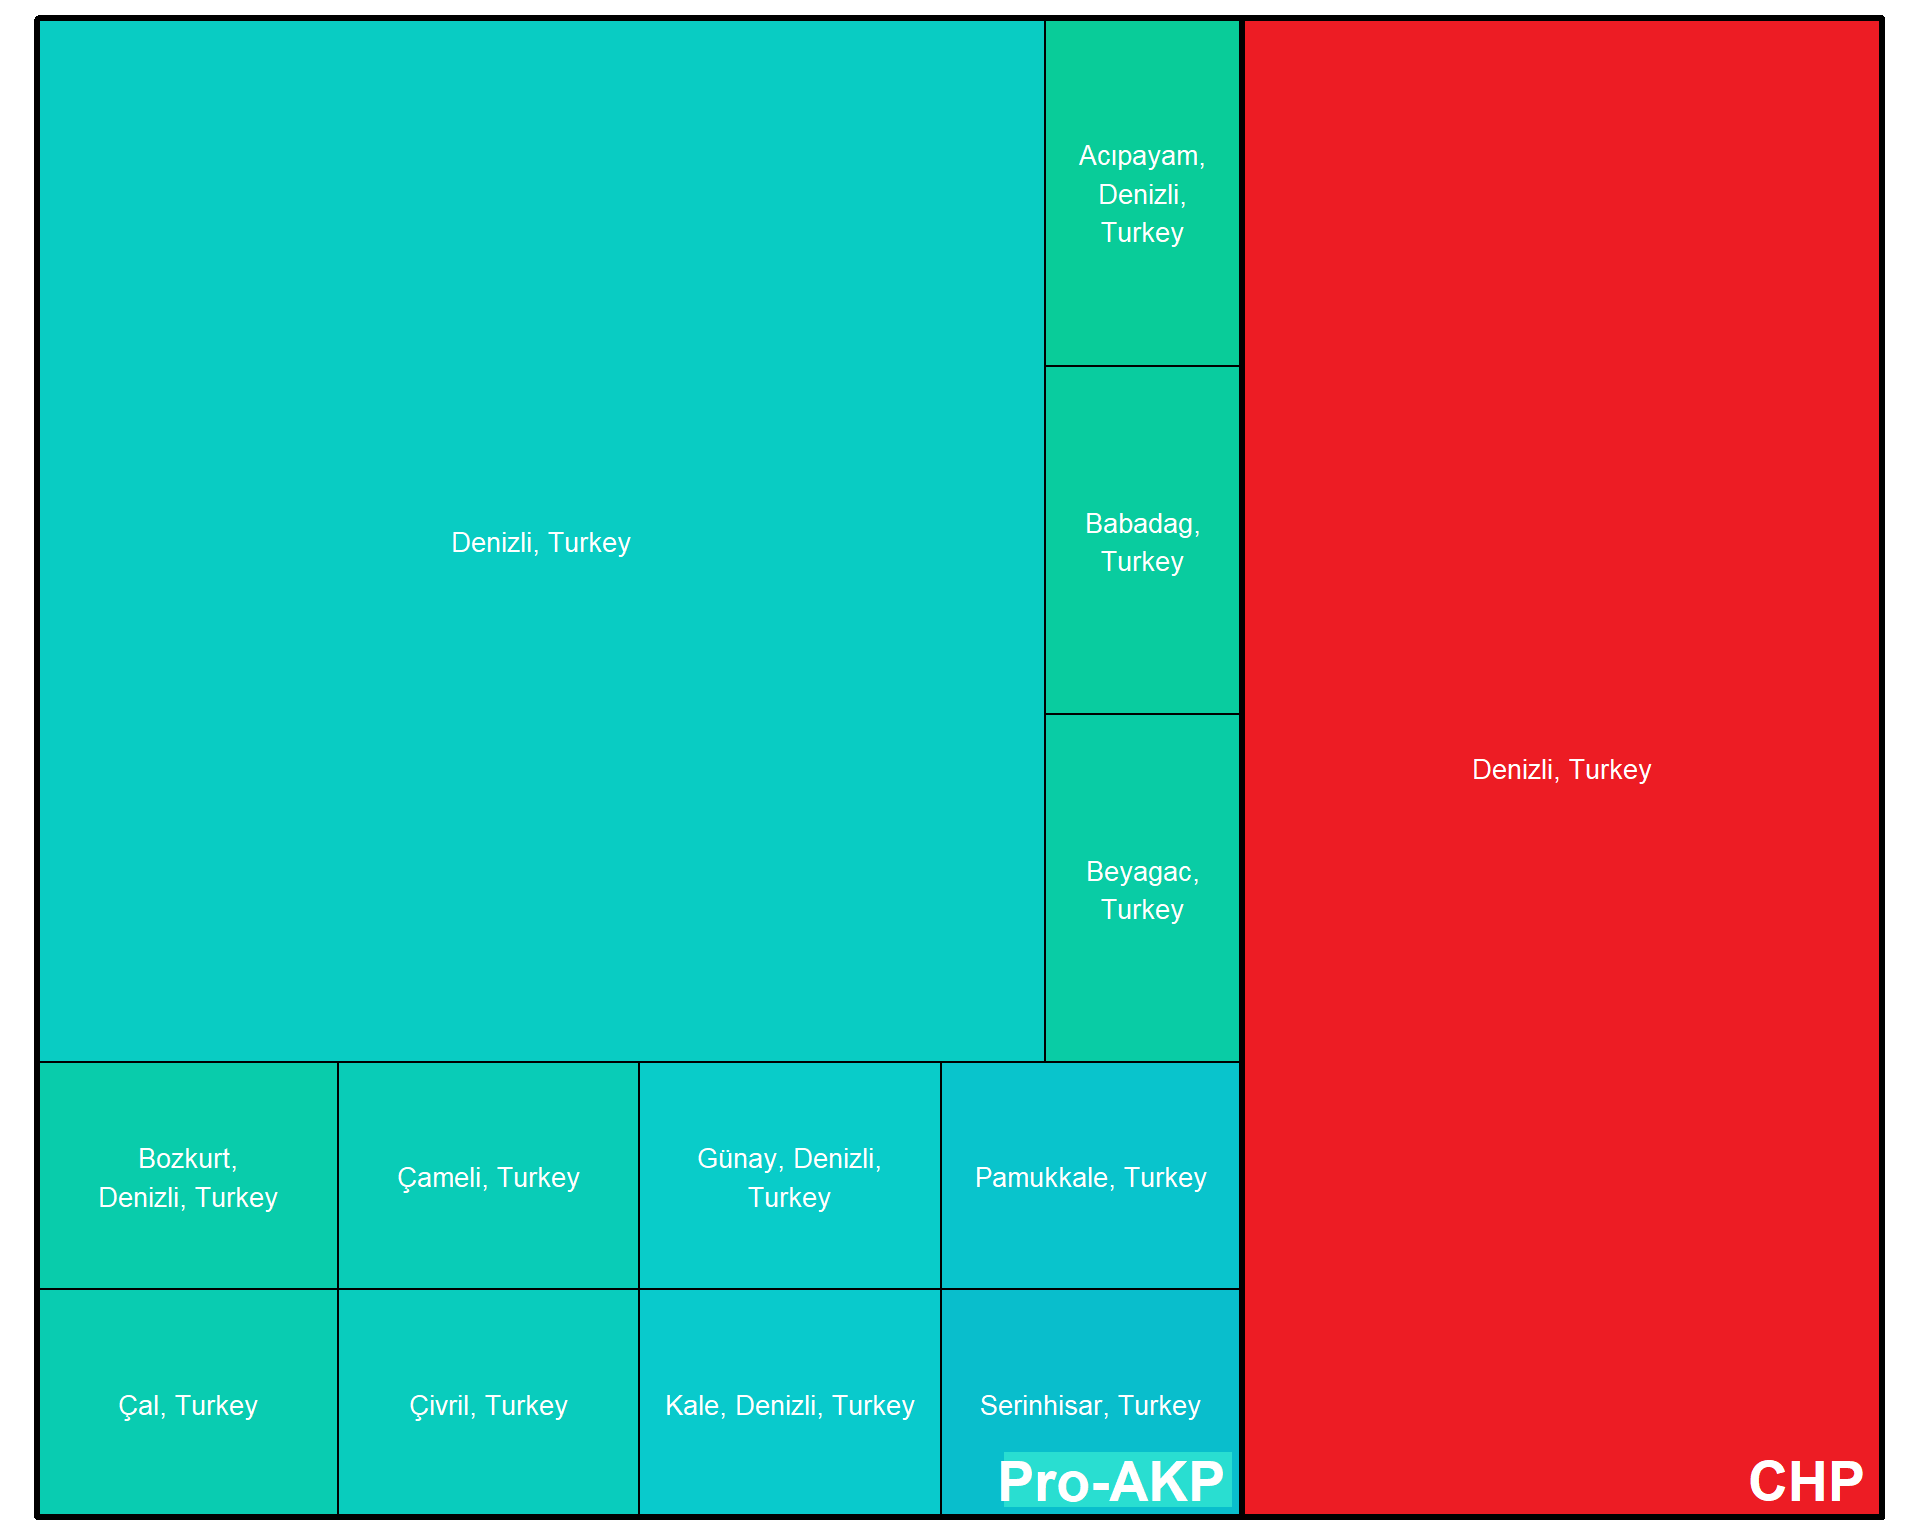 Denizli, Turkey
Acıpayam,
Denizli,
Turkey
Babadag,
Turkey
Beyagac,
Turkey
Bozkurt,
Denizli, Turkey
Çameli, Turkey
Günay, Denizli,
Turkey
Pamukkale, Turkey
Çal, Turkey
Çivril, Turkey
Kale, Denizli, Turkey
Serinhisar, Turkey
Pro-AKP
Denizli, Turkey
CHP